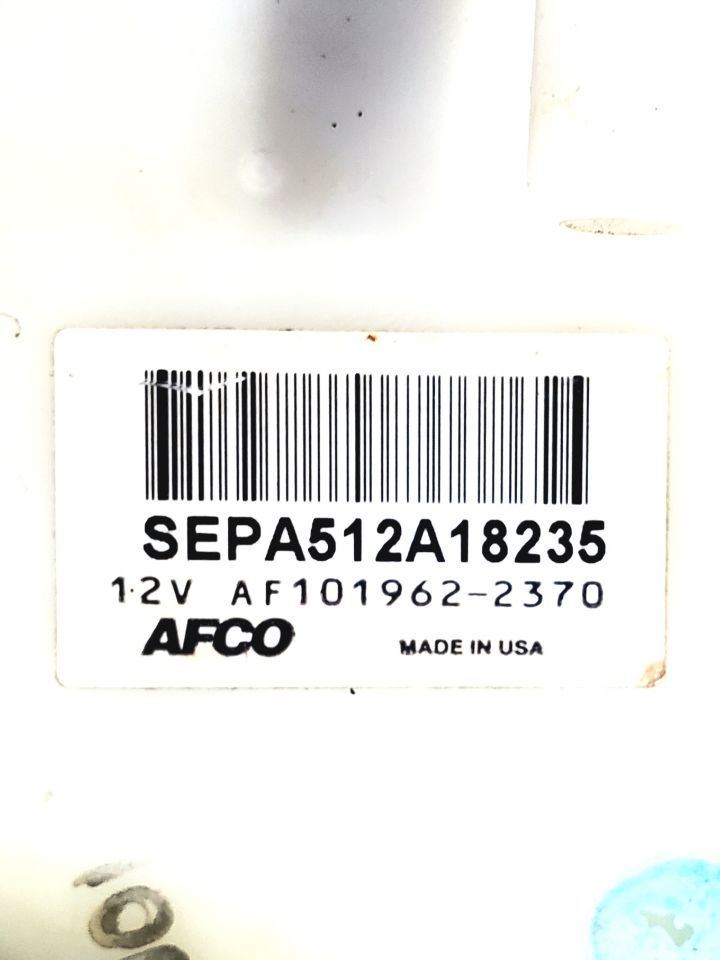 SEPA512A18235
12V AF101962-2370
AFCO
MADE IN USA